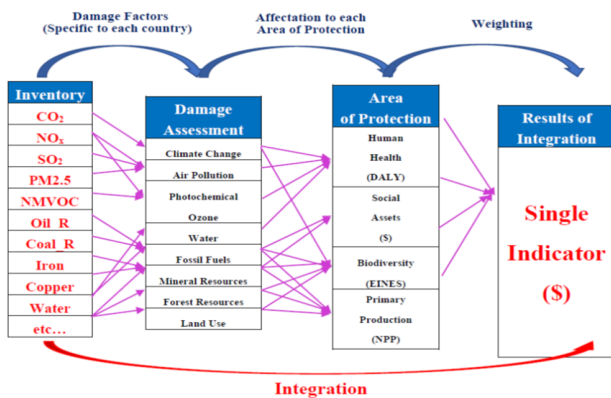 Damage Factors
(Specific to each country)
Affectation to each
Area of Protection
Weighting
Inventory
CO₂
NOₓ
SO₂
PM2.5
NMVOC
Oil_R
Coal_R
Iron
Copper
Water
etc…
Damage
Assessment
Climate Change
Air Pollution
Photochemical
Ozone
Water
Fossil Fuels
Mineral Resources
Forest Resources
Land Use
Area
of Protection
Human
Health
(DALY)
Social
Assets
($)
Biodiversity
(EINES)
Primary
Production
(NPP)
Results of
Integration
Single
Indicator
($)
Integration